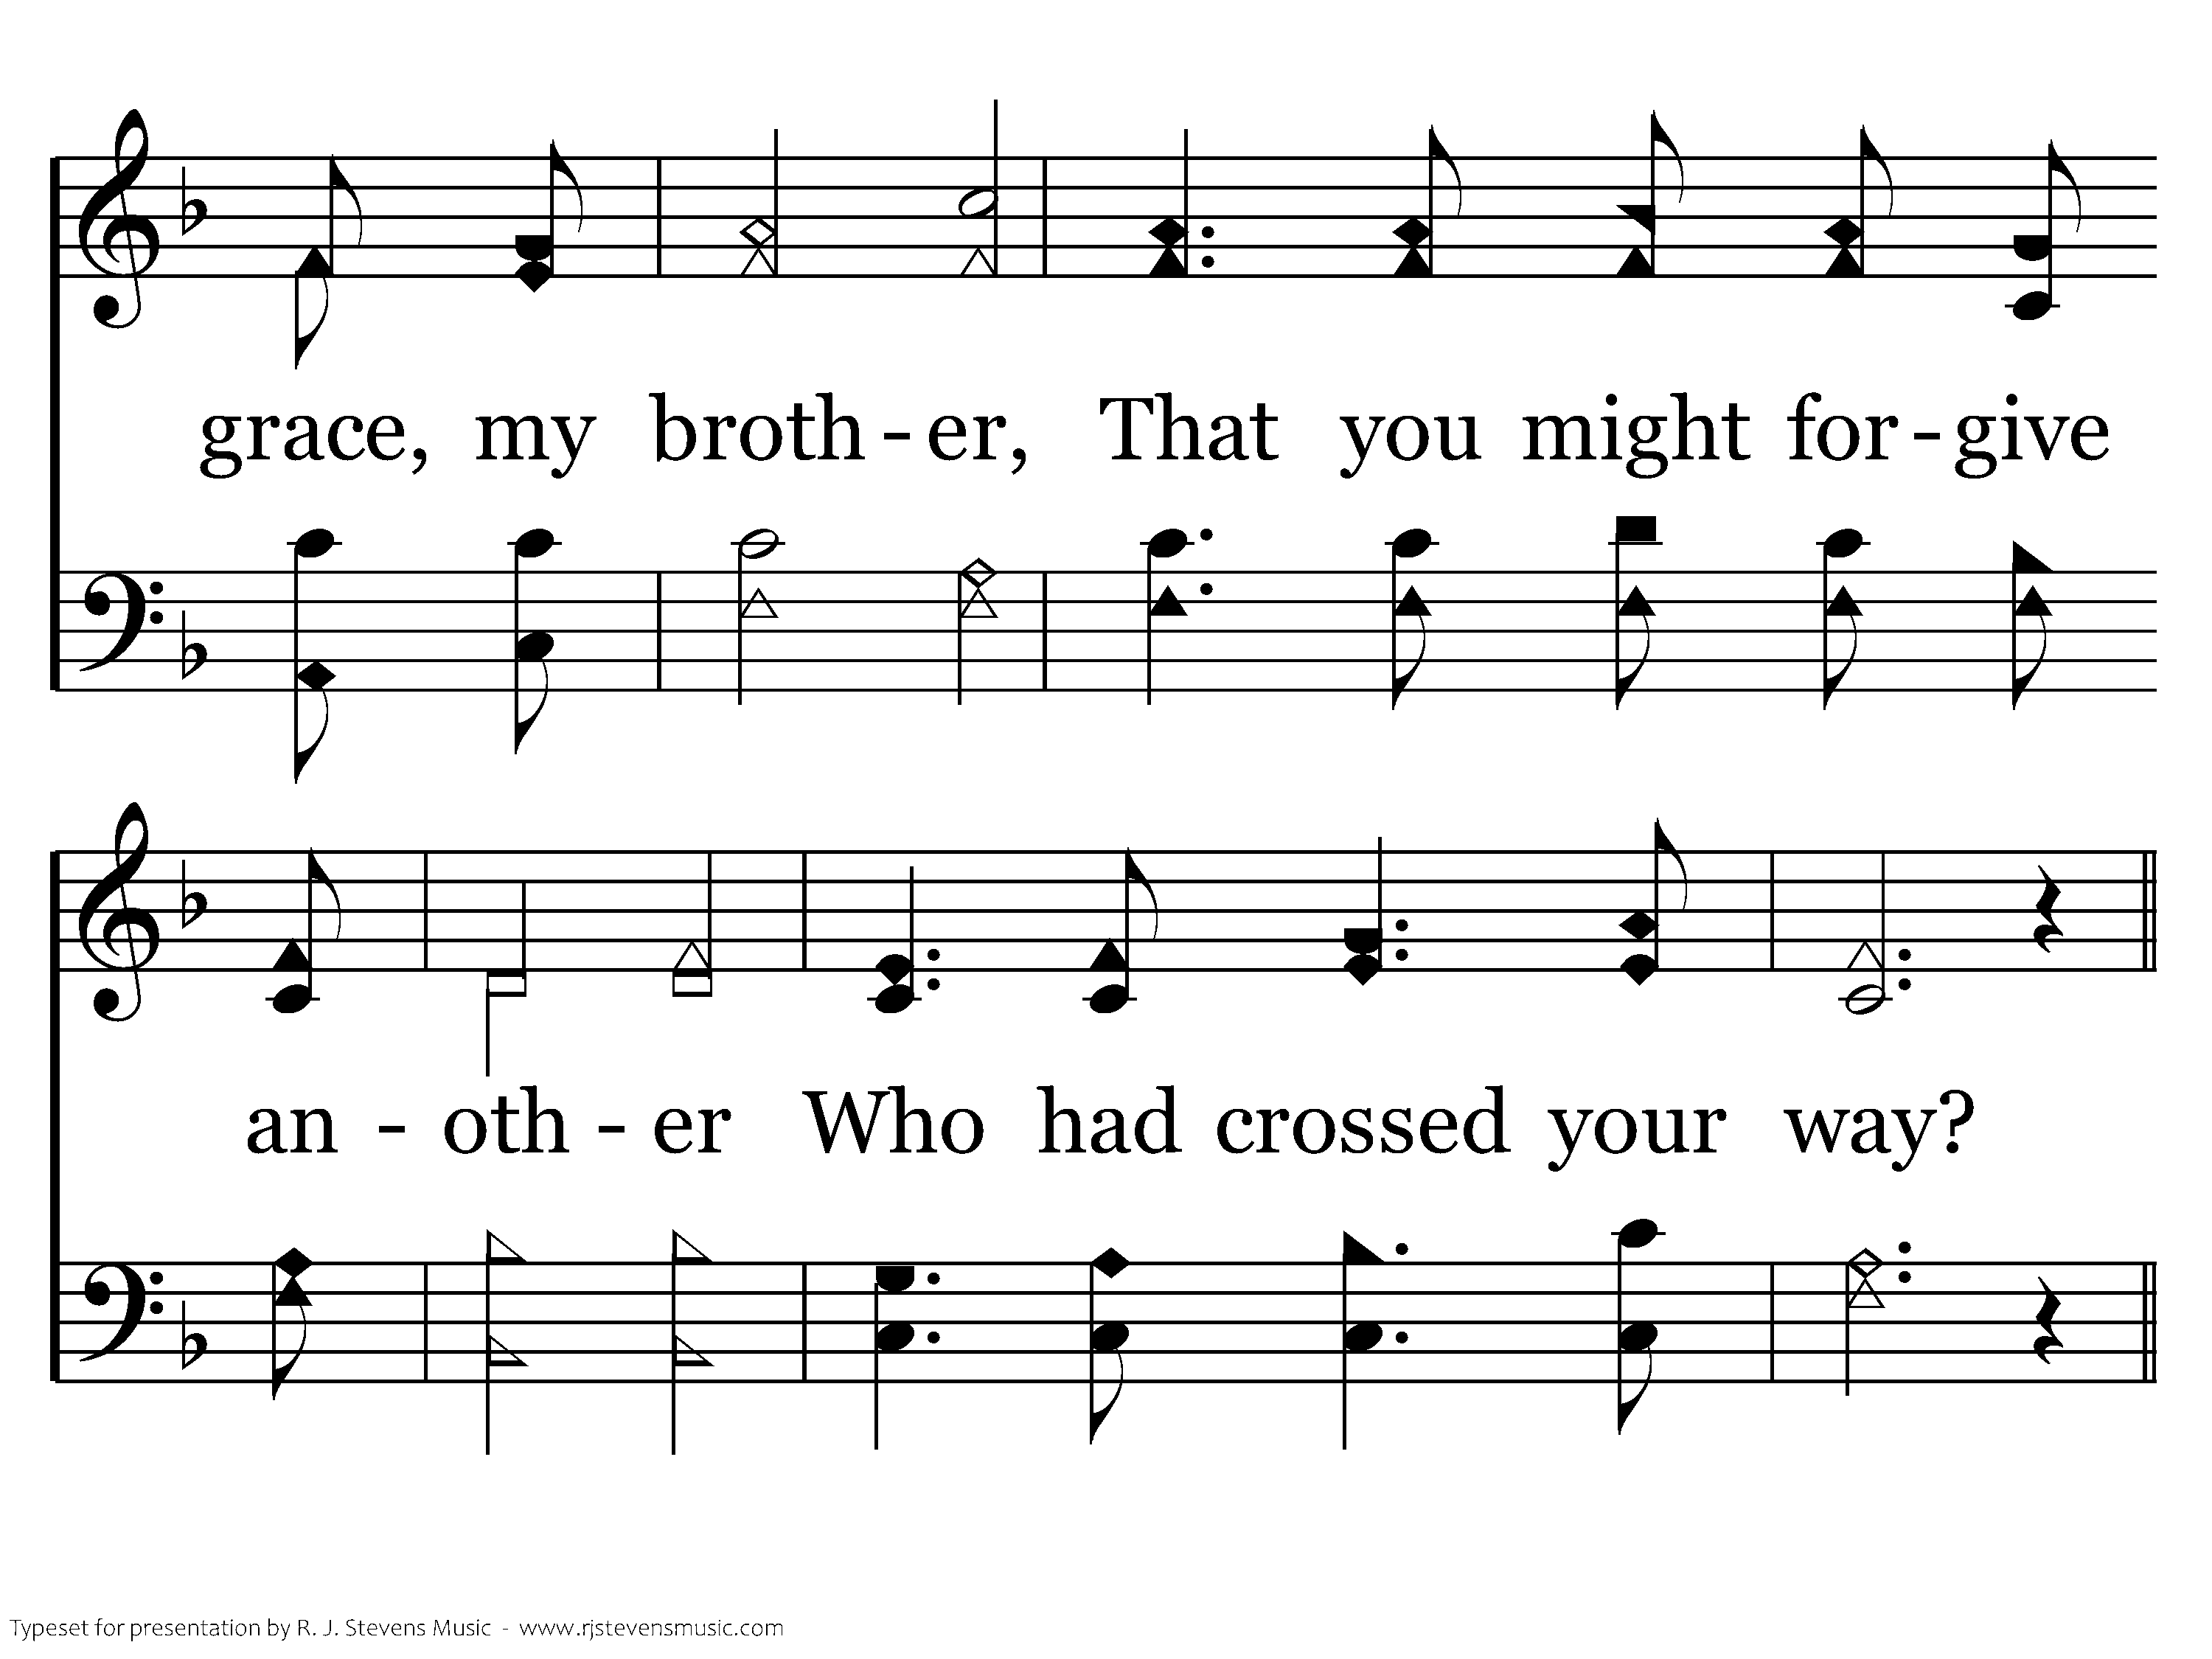 grace, my broth - er, That you might for - give
an - oth - er Who had crossed your way?
Typeset for presentation by R. J. Stevens Music - www.rjstevensmusic.com